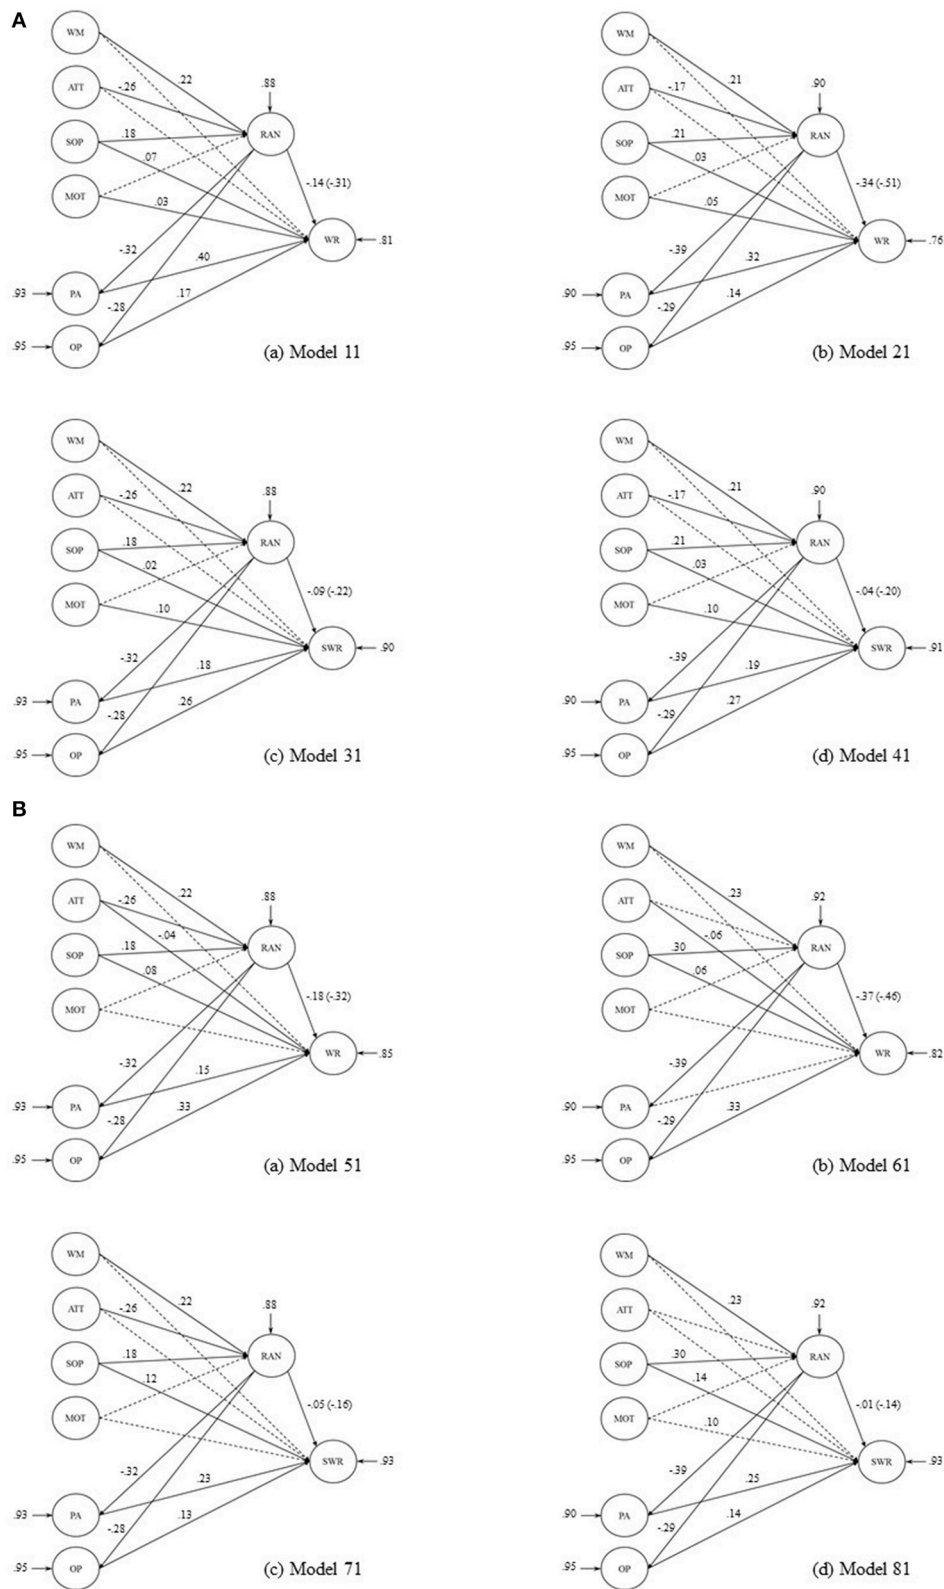 A
WM
ATT
SOP
MOT
PA
OP
RAN
WR
.22
-.26
.18
.07
.03
.88
-.14 (-.31)
.81
-.32
.40
-.28
.17
.93
.95
(a) Model 11
WM
ATT
SOP
MOT
PA
OP
RAN
WR
.21
-.17
.21
.03
.05
.90
-.34 (-.51)
.76
-.39
.32
-.29
.14
.90
.95
(b) Model 21
WM
ATT
SOP
MOT
PA
OP
RAN
SWR
.22
-.26
.18
.02
.10
.88
-.09 (-.22)
.90
-.32
.18
-.28
.26
.93
.95
(c) Model 31
WM
ATT
SOP
MOT
PA
OP
RAN
SWR
.21
-.17
.21
.03
.10
.90
-.04 (-.20)
.91
-.39
.19
-.29
.27
.90
.95
(d) Model 41
B
WM
ATT
SOP
MOT
PA
OP
RAN
WR
.22
-.26
-.04
.18
.08
.88
-.18 (-.32)
.85
-.32
.15
-.28
.33
.93
.95
(a) Model 51
WM
ATT
SOP
MOT
PA
OP
RAN
WR
.23
-.06
.30
.06
.92
-.37 (-.46)
.82
-.39
-.29
.33
.90
.95
(b) Model 61
WM
ATT
SOP
MOT
PA
OP
RAN
SWR
.22
-.26
.18
.12
.88
-.05 (-.16)
.93
-.32
.23
-.28
.13
.93
.95
(c) Model 71
WM
ATT
SOP
MOT
PA
OP
RAN
SWR
.23
.30
.14
.10
.92
-.01 (-.14)
.93
-.39
.25
-.29
.14
.90
.95
(d) Model 81